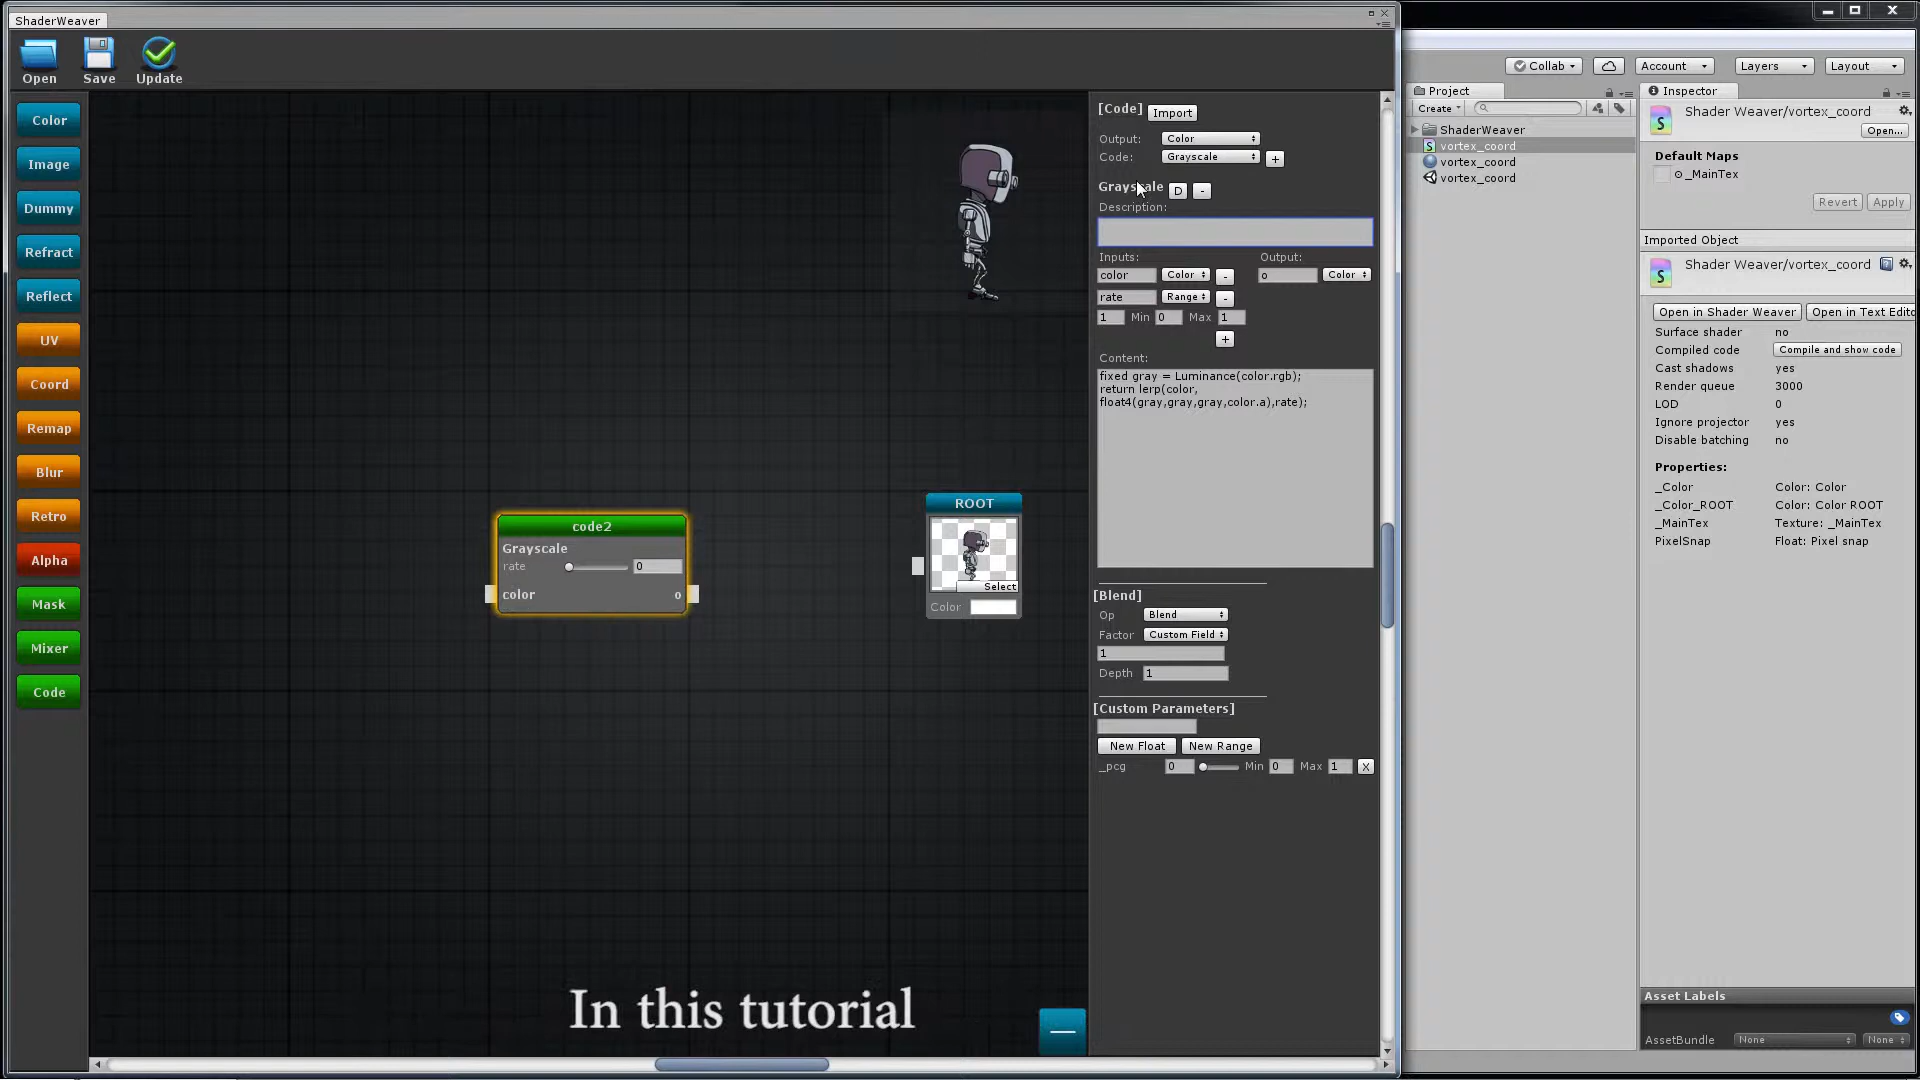 ShaderWeaver
Open
Save
Update
Color
Image
Dummy
Refract
Reflect
UV
Coord
Remap
Blur
Retro
Alpha
Mask
Mixer
Code
code2
Grayscale
rate 0
color o
ROOT
Select
Color
In this tutorial
[Code] Import
Output: Color
Code: Grayscale +
Grayscale D -
Description:
Inputs: Output:
color Color - o Color
rate Range -
1 Min 0 Max 1
+
Content:
fixed gray = Luminance(color.rgb);
return lerp(color,
float4(gray,gray,gray,color.a),rate);
[Blend]
Op Blend
Factor Custom Field
1
Depth 1
[Custom Parameters]
New Float New Range
_pcg 0 Min 0 Max 1 X
Collab Account Layers Layout
Project
Create
ShaderWeaver
vortex_coord
vortex_coord
vortex_coord
Inspector
Shader Weaver/vortex_coord
Open...
Default Maps
_MainTex
Revert Apply
Imported Object
Shader Weaver/vortex_coord
Open in Shader Weaver Open in Text Edito
Surface shader no
Compiled code Compile and show code
Cast shadows yes
Render queue 3000
LOD 0
Ignore projector yes
Disable batching no
Properties:
_Color Color: Color
_Color_ROOT Color: Color ROOT
_MainTex Texture: _MainTex
PixelSnap Float: Pixel snap
Asset Labels
AssetBundle None None